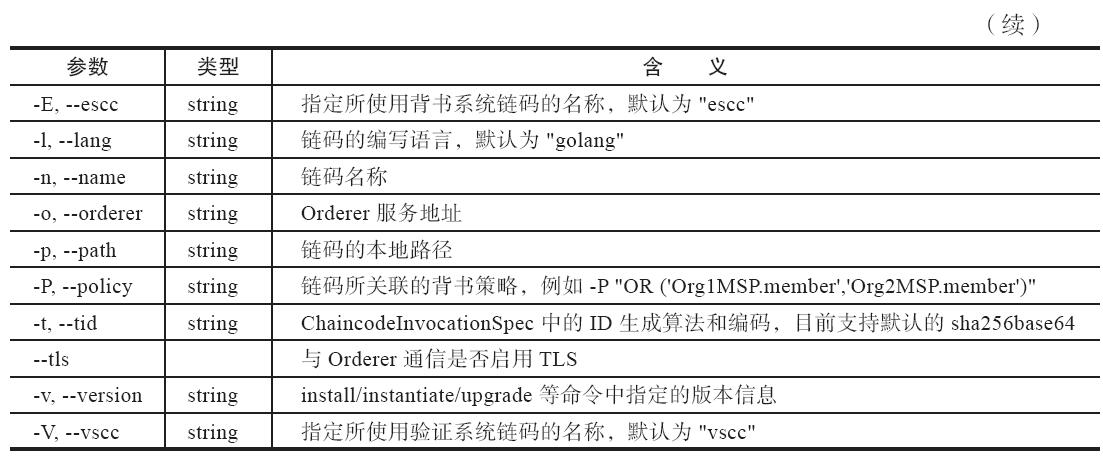 （续）
参数 类型 含 义
-E, --escc string 指定所使用背书系统链码的名称，默认为 "escc"
-l, --lang string 链码的编写语言，默认为 "golang"
-n, --name string 链码名称
-o, --orderer string Orderer 服务地址
-p, --path string 链码的本地路径
-P, --policy string 链码所关联的背书策略，例如 -P "OR ('Org1MSP.member','Org2MSP.member')"
-t, --tid string ChaincodeInvocationSpec 中的 ID 生成算法和编码，目前支持默认的 sha256base64
--tls 与 Orderer 通信是否启用 TLS
-v, --version string install/instantiate/upgrade 等命令中指定的版本信息
-V, --vscc string 指定所使用验证系统链码的名称，默认为 "vscc"